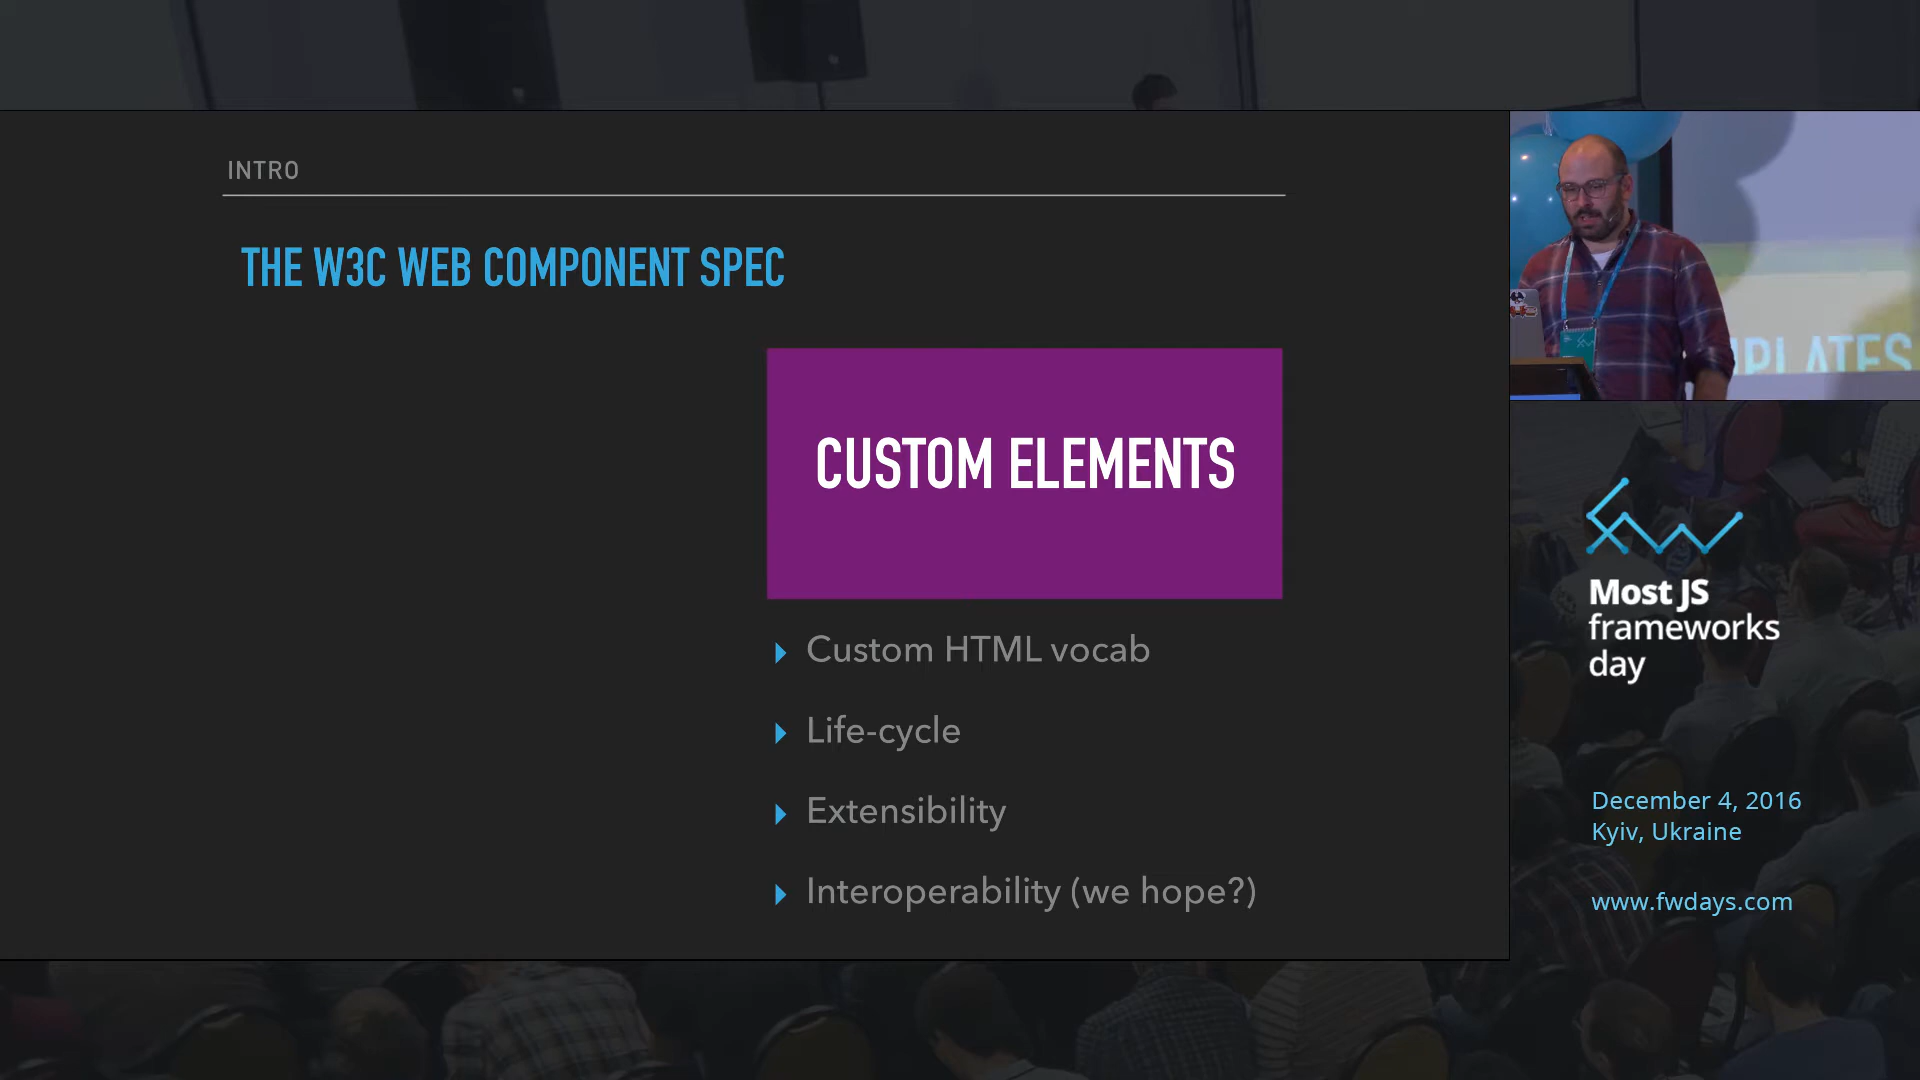 INTRO
THE W3C WEB COMPONENT SPEC
CUSTOM ELEMENTS
Custom HTML vocab
Life-cycle
Extensibility
Interoperability (we hope?)
Most JS
frameworks
day
December 4, 2016
Kyiv, Ukraine
www.fwdays.com